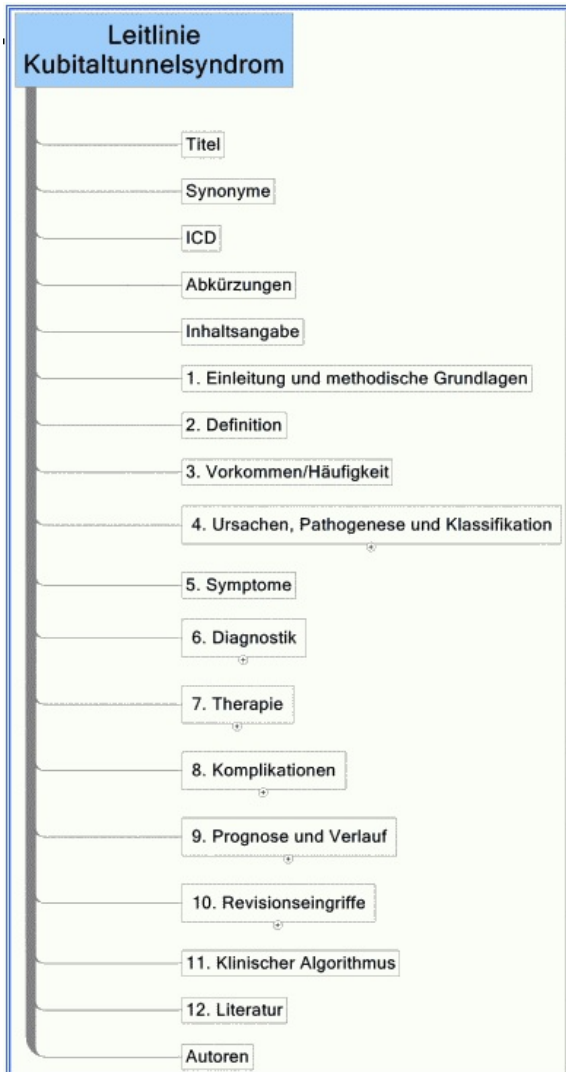 Leitlinie
Kubitaltunnelsyndrom
Titel
Synonyme
ICD
Abkürzungen
Inhaltsangabe
1. Einleitung und methodische Grundlagen
2. Definition
3. Vorkommen/Häufigkeit
4. Ursachen, Pathogenese und Klassifikation
5. Symptome
6. Diagnostik
7. Therapie
8. Komplikationen
9. Prognose und Verlauf
10. Revisionseingriffe
11. Klinischer Algorithmus
12. Literatur
Autoren